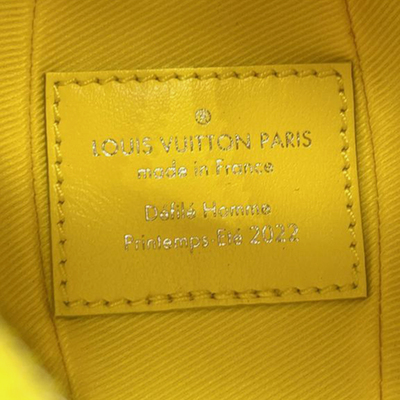 LOUIS VUITTON PARIS
made in France
Défilé Homme
Printemps-Été 2022